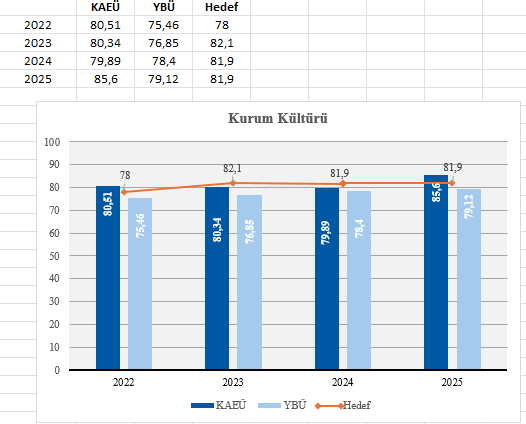 KAEÜ YBÜ Hedef
2022 80,51 75,46 78
2023 80,34 76,85 82,1
2024 79,89 78,4 81,9
2025 85,6 79,12 81,9
Kurum Kültürü
100
90
80
70
60
50
40
30
20
10
0
78 82,1 81,9 81,9
80,51 75,46 80,34 76,85 79,89 78,4 85,6 79,12
2022 2023 2024 2025
KAEÜ YBÜ Hedef